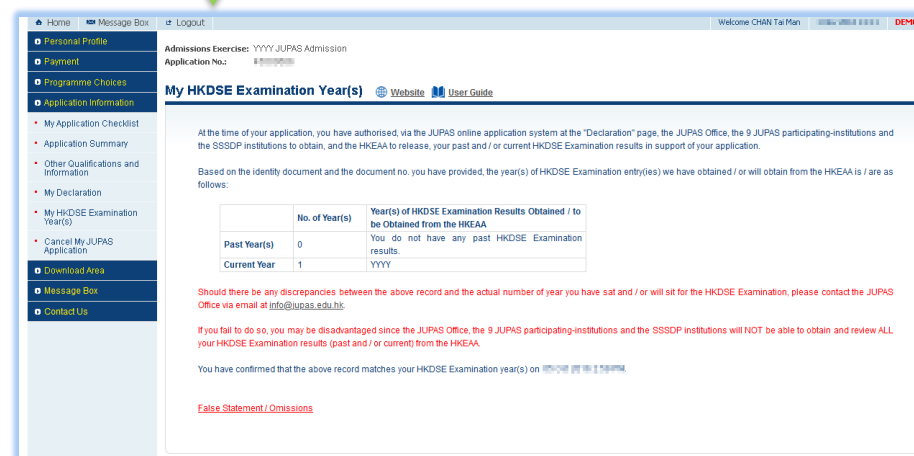 Home Message Box Logout Welcome CHAN Tai Man DEM
Personal Profile
Payment
Programme Choices
Application Information
My Application Checklist
Application Summary
Other Qualifications and
Information
My Declaration
My HKDSE Examination
Year(s)
Cancel My JUPAS
Application
Download Area
Message Box
Contact Us
Admissions Exercise: YYYY JUPAS Admission
Application No.:
My HKDSE Examination Year(s) Website User Guide
At the time of your application, you have authorised, via the JUPAS online application system at the "Declaration" page, the JUPAS Office, the 9 JUPAS participating-institutions and
the SSSDP institutions to obtain, and the HKEAA to release, your past and / or current HKDSE Examination results in support of your application.
Based on the identity document and the document no. you have provided, the year(s) of HKDSE Examination entry(ies) we have obtained / or will obtain from the HKEAA is / are as
follows:
No. of Year(s) Year(s) of HKDSE Examination Results Obtained / to
be Obtained from the HKEAA
Past Year(s) 0 You do not have any past HKDSE Examination
results.
Current Year 1 YYYY
Should there be any discrepancies between the above record and the actual number of year you have sat and / or will sit for the HKDSE Examination, please contact the JUPAS
Office via email at info@jupas.edu.hk.
If you fail to do so, you may be disadvantaged since the JUPAS Office, the 9 JUPAS participating-institutions and the SSSDP institutions will NOT be able to obtain and review ALL
your HKDSE Examination results (past and / or current) from the HKEAA.
You have confirmed that the above record matches your HKDSE Examination year(s) on
False Statement / Omissions